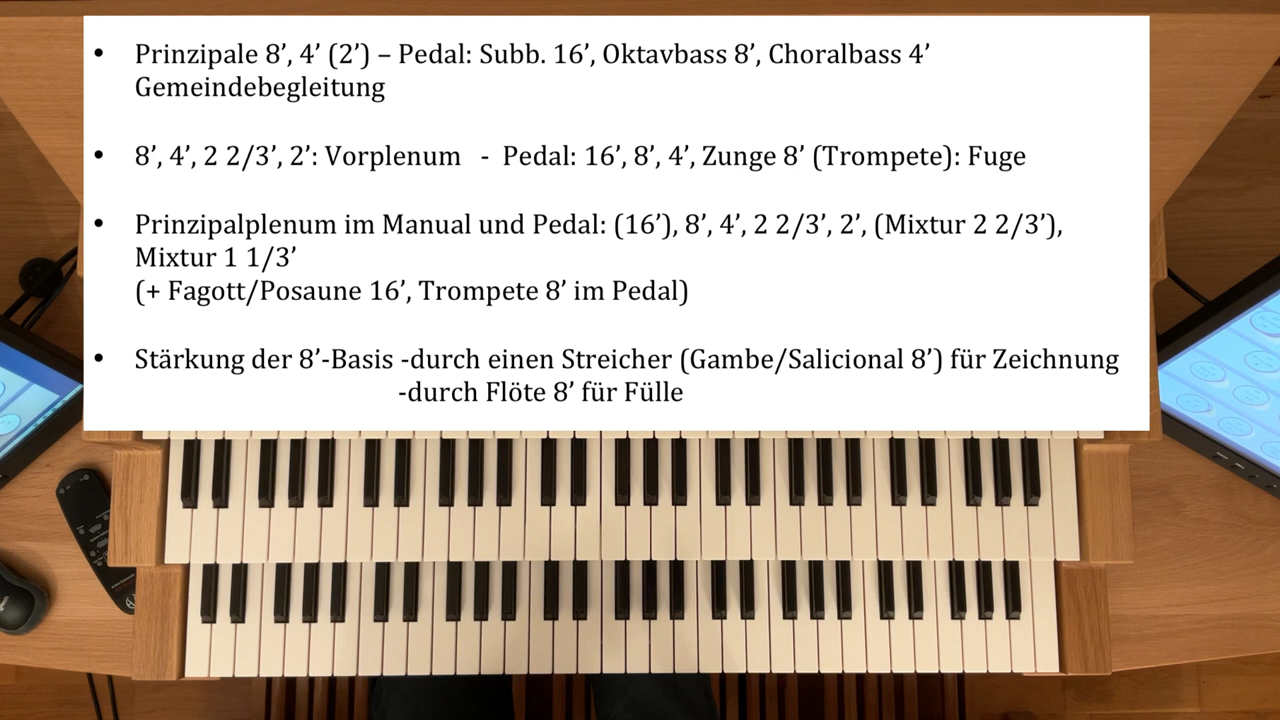 • Prinzipale 8’, 4’ (2’) – Pedal: Subb. 16’, Oktavbass 8’, Choralbass 4’
Gemeindebegleitung
• 8’, 4’, 2 2/3’, 2’: Vorplenum - Pedal: 16’, 8’, 4’, Zunge 8’ (Trompete): Fuge
• Prinzipalplenum im Manual und Pedal: (16’), 8’, 4’, 2 2/3’, 2’, (Mixtur 2 2/3’),
Mixtur 1 1/3’
(+ Fagott/Posaune 16’, Trompete 8’ im Pedal)
• Stärkung der 8’-Basis -durch einen Streicher (Gambe/Salicional 8’) für Zeichnung
-durch Flöte 8’ für Fülle